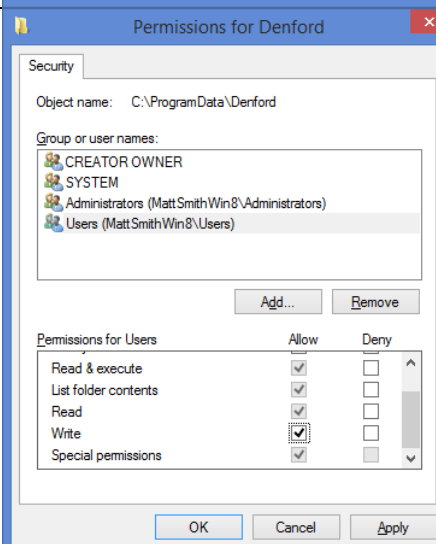 Permissions for Denford
Security
Object name: C:\ProgramData\Denford
Group or user names:
CREATOR OWNER
SYSTEM
Administrators (MattSmithWin8\Administrators)
Users (MattSmithWin8\Users)
Add... Remove
Permissions for Users Allow Deny
Read & execute
List folder contents
Read
Write
Special permissions
OK Cancel Apply